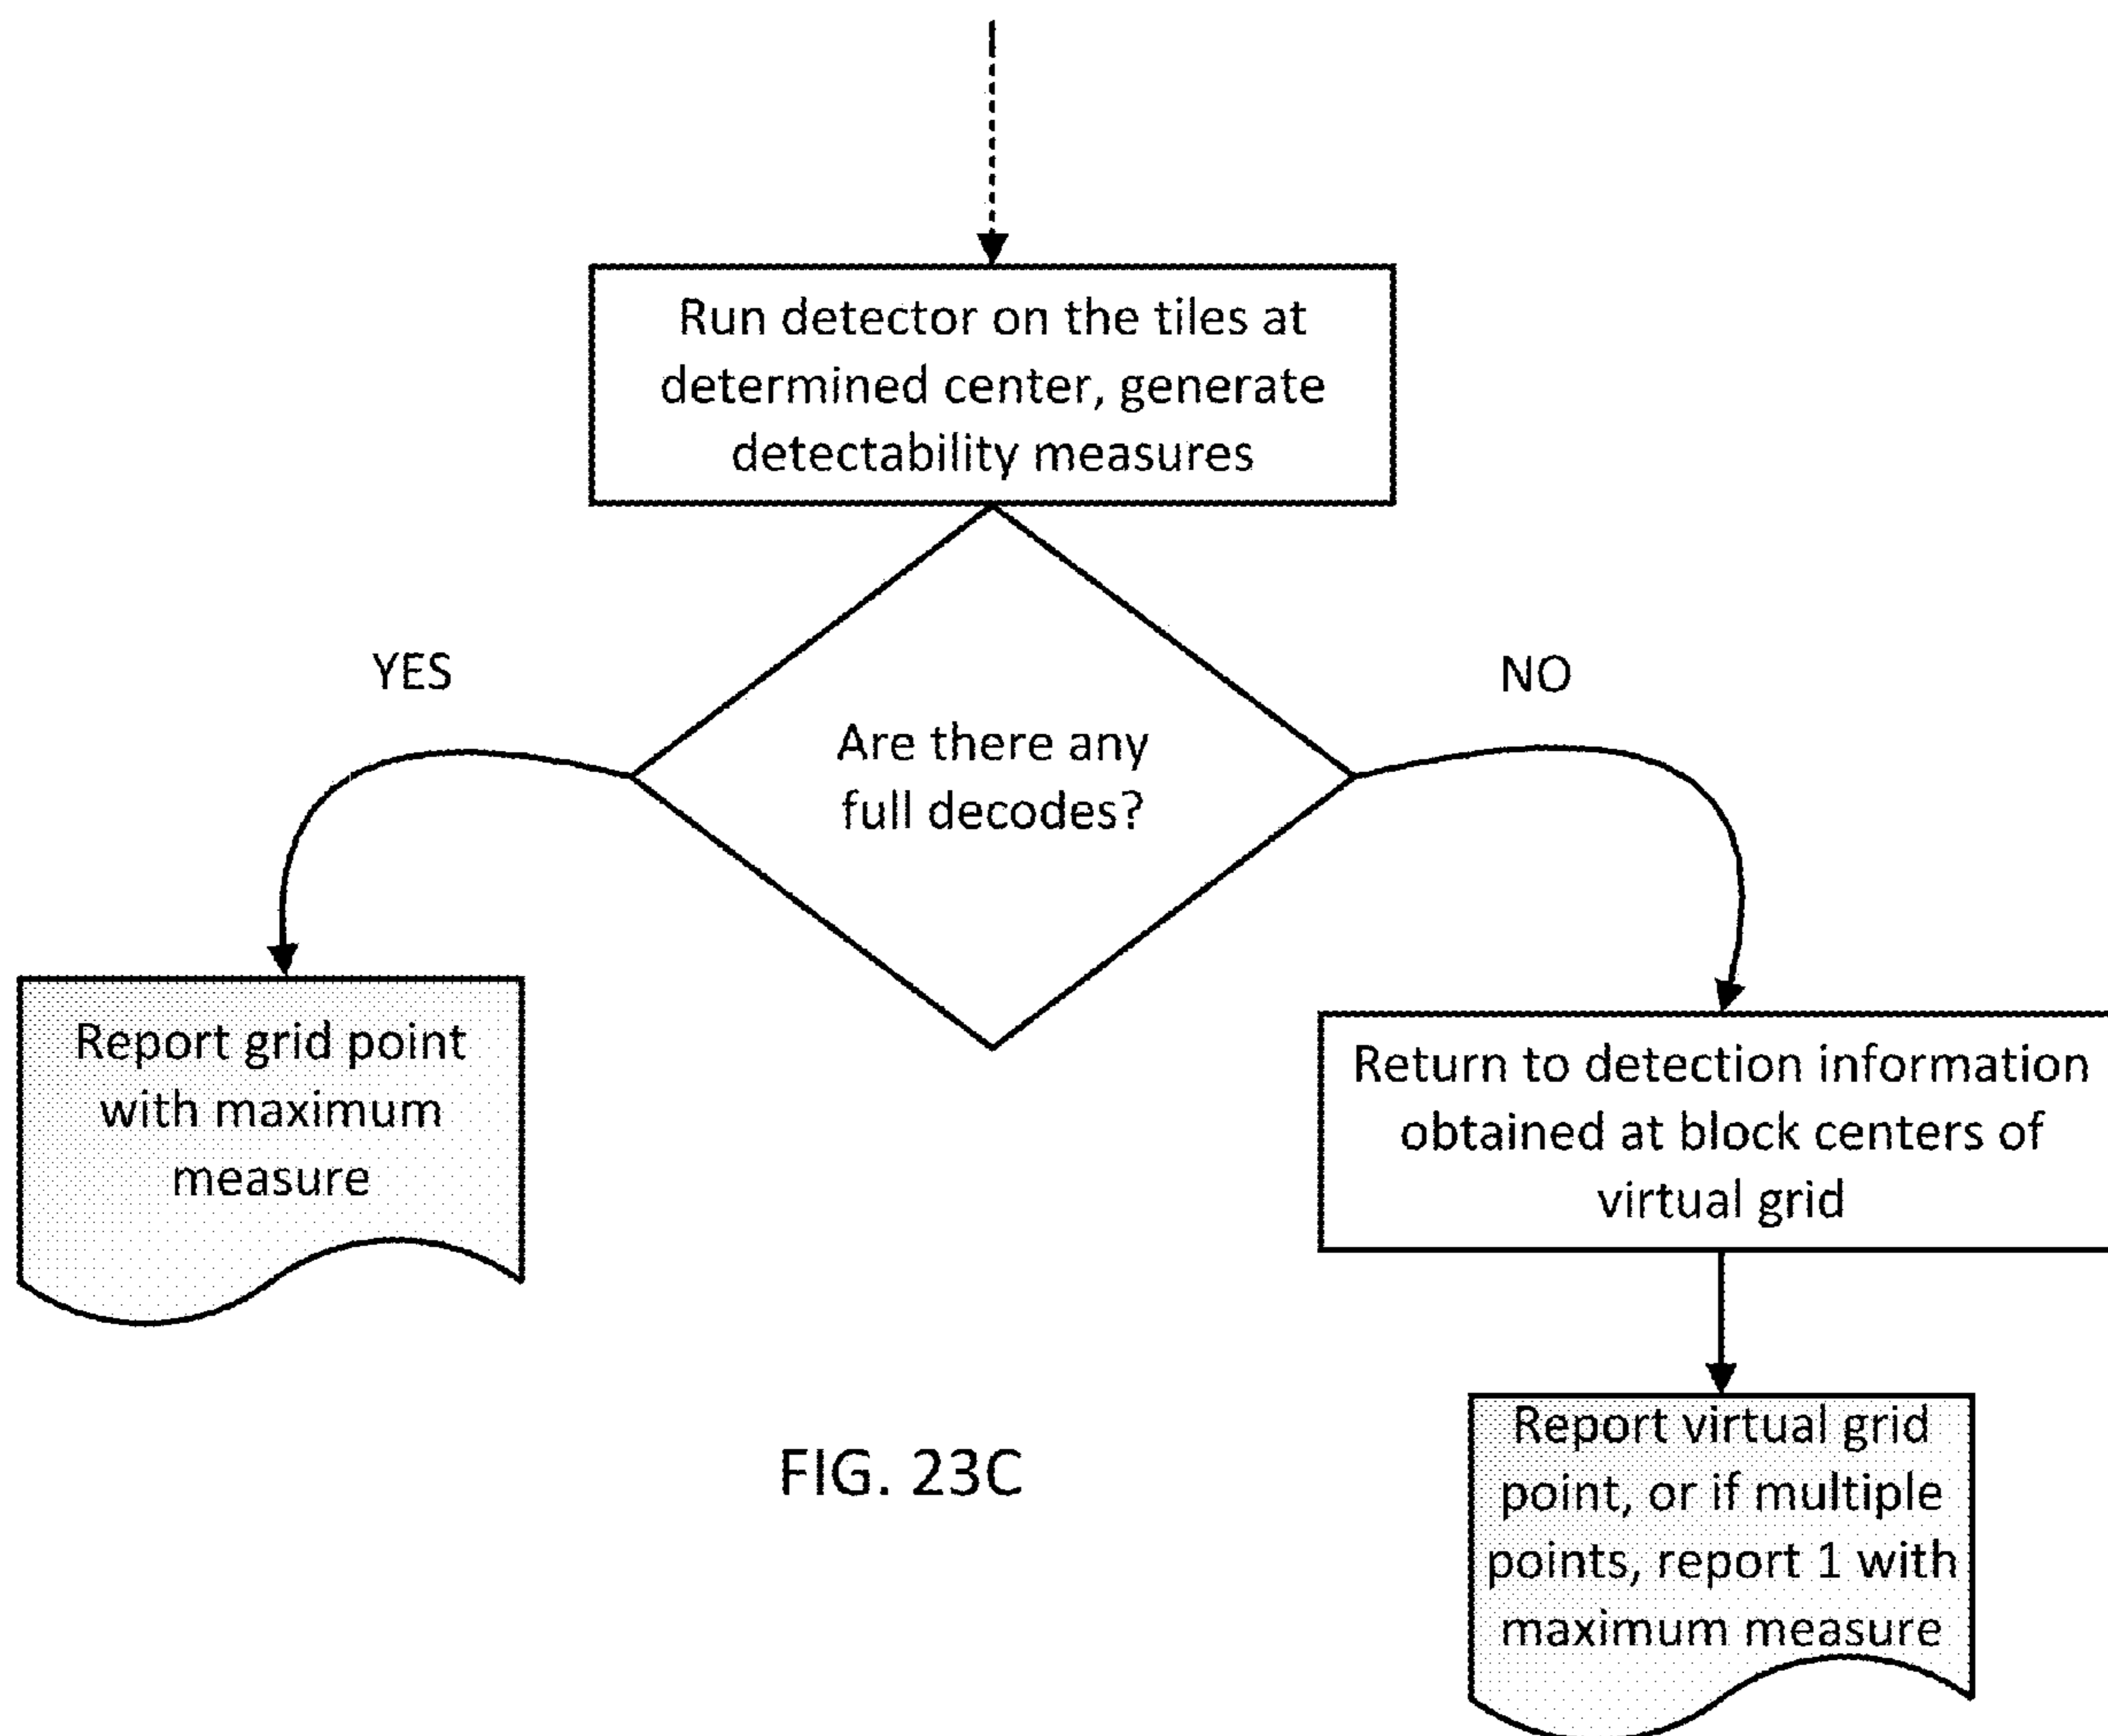 Run detector on the tiles at
determined center, generate
detectability measures
YES
NO
Are there any
full decodes?
Report grid point
with maximum
measure
Return to detection information
obtained at block centers of
virtual grid
Report virtual grid
point, or if multiple
points, report 1 with
maximum measure
FIG. 23C